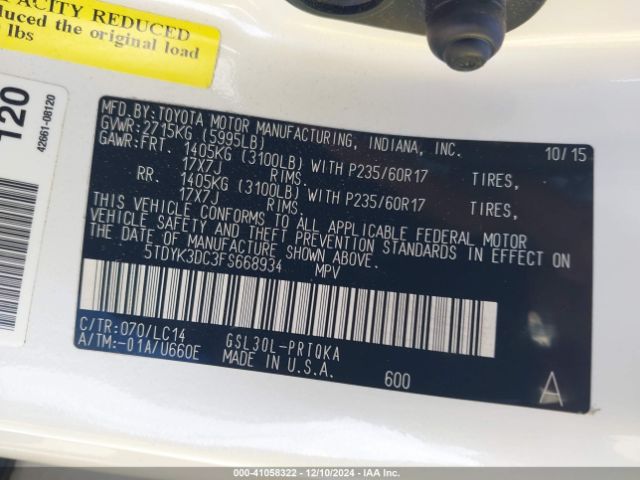 PACITY REDUCED
duced the original load
lbs
120
42661-08120
MFD.BY:TOYOTA MOTOR MANUFACTURING, INDIANA, INC. 10/15
GVWR:2715KG (5995LB)
GAWR:FRT. 1405KG (3100LB) WITH P235/60R17 TIRES,
17X7J RIMS.
RR. 1405KG (3100LB) WITH P235/60R17 TIRES,
17X7J RIMS.
THIS VEHICLE CONFORMS TO ALL APPLICABLE FEDERAL MOTOR
VEHICLE SAFETY AND THEFT PREVENTION STANDARDS IN EFFECT ON
THE DATE OF MANUFACTURE SHOWN ABOVE.
5TDYK3DC3FS668934 MPV
C/TR:070/LC14 GSL30L-PRTQKA
A/TM:-01A/U660E MADE IN U.S.A.
600 A
000-41058322 - 12/10/2024 - IAA Inc.